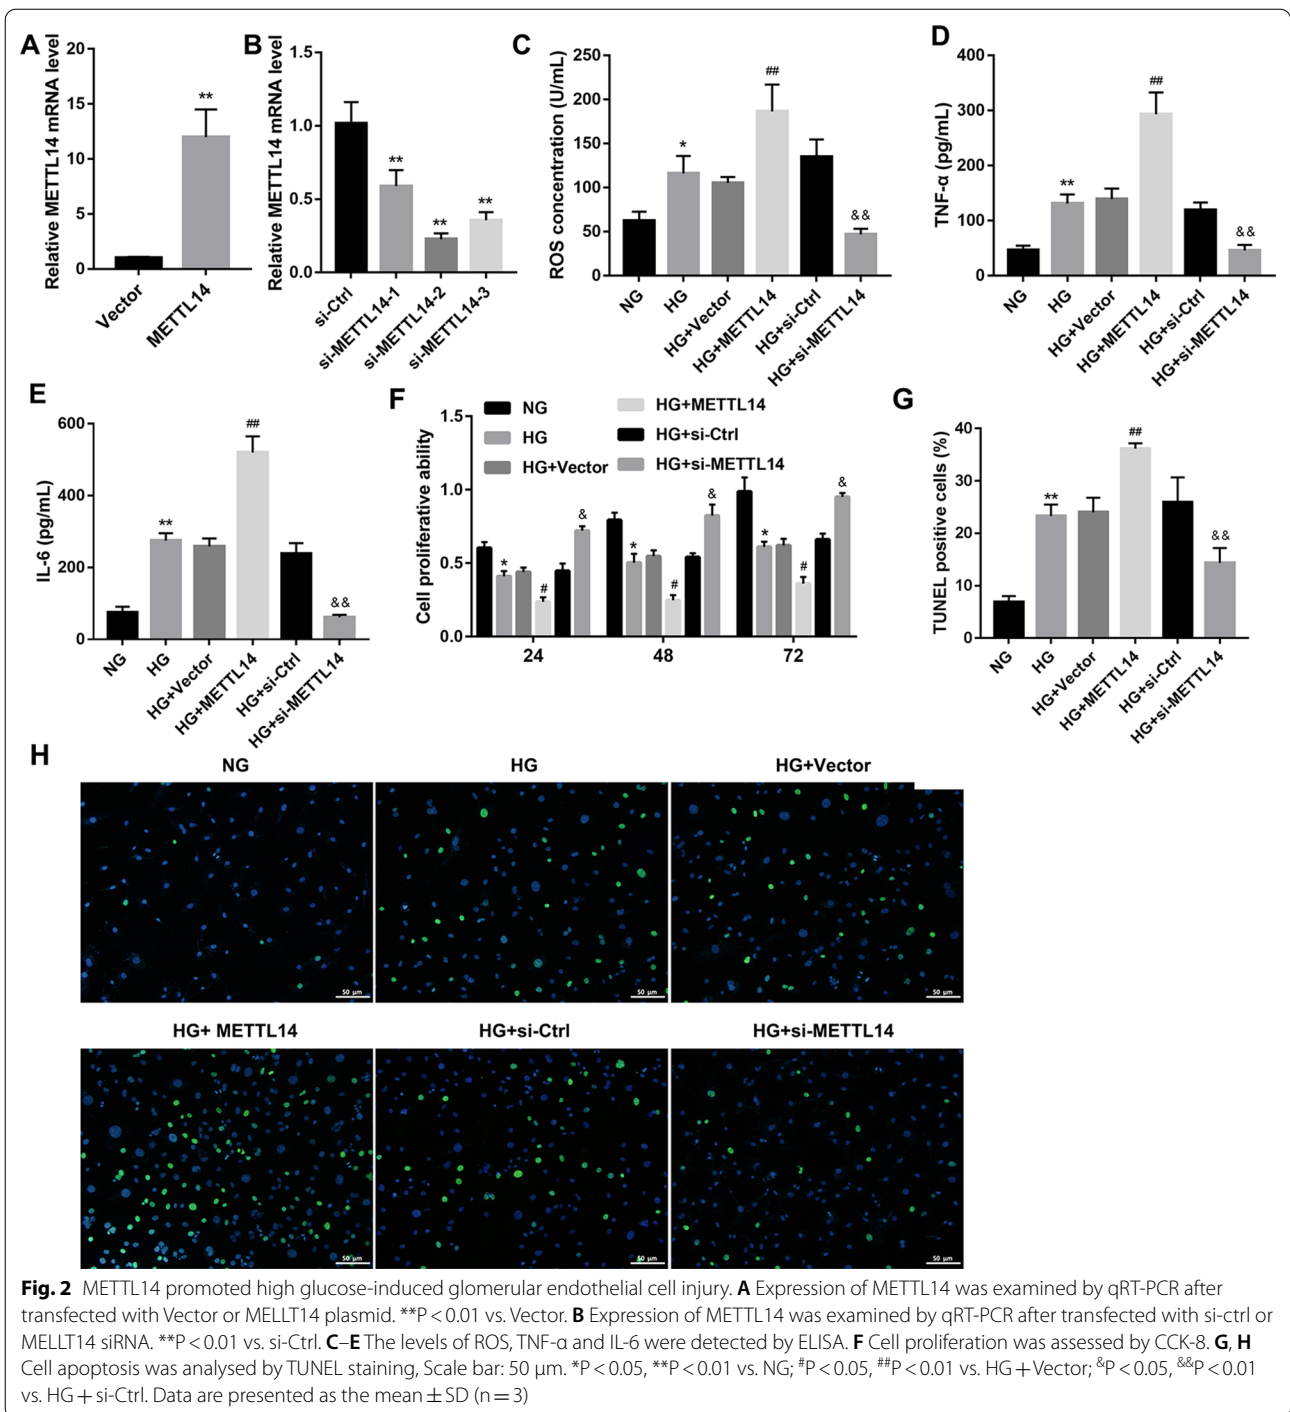 A
Relative METTL14 mRNA level
20
15
10
5
0
**
Vector
METTL14
B
Relative METTL14 mRNA level
1.5
1.0
0.5
0.0
**
**
**
si-Ctrl
si-METTL14-1
si-METTL14-2
si-METTL14-3
C
ROS concentration (U/mL)
250
200
150
100
50
0
*
##
&&
NG
HG
HG+Vector
HG+METTL14
HG+si-Ctrl
HG+si-METTL14
D
TNF-α (pg/mL)
400
300
200
100
0
**
##
&&
NG
HG
HG+Vector
HG+METTL14
HG+si-Ctrl
HG+si-METTL14
E
IL-6 (pg/mL)
600
400
200
0
**
##
&&
NG
HG
HG+Vector
HG+METTL14
HG+si-Ctrl
HG+si-METTL14
F
Cell proliferative ability
1.5
1.0
0.5
0.0
NG
HG
HG+Vector
HG+METTL14
HG+si-Ctrl
HG+si-METTL14
*
#
&
*
#
&
*
#
&
24
48
72
G
TUNEL positive cells (%)
40
30
20
10
0
**
##
&&
NG
HG
HG+Vector
HG+METTL14
HG+si-Ctrl
HG+si-METTL14
H
NG
HG
HG+Vector
50 μm
50 μm
50 μm
HG+ METTL14
HG+si-Ctrl
HG+si-METTL14
50 μm
50 μm
50 μm
Fig. 2 METTL14 promoted high glucose-induced glomerular endothelial cell injury. A Expression of METTL14 was examined by qRT-PCR after
transfected with Vector or MELLT14 plasmid. **P < 0.01 vs. Vector. B Expression of METTL14 was examined by qRT-PCR after transfected with si-ctrl or
MELLT14 siRNA. **P < 0.01 vs. si-Ctrl. C–E The levels of ROS, TNF-α and IL-6 were detected by ELISA. F Cell proliferation was assessed by CCK-8. G, H
Cell apoptosis was analysed by TUNEL staining, Scale bar: 50 μm. *P < 0.05, **P < 0.01 vs. NG; #P < 0.05, ##P < 0.01 vs. HG + Vector; &P < 0.05, &&P < 0.01
vs. HG + si-Ctrl. Data are presented as the mean ± SD (n = 3)